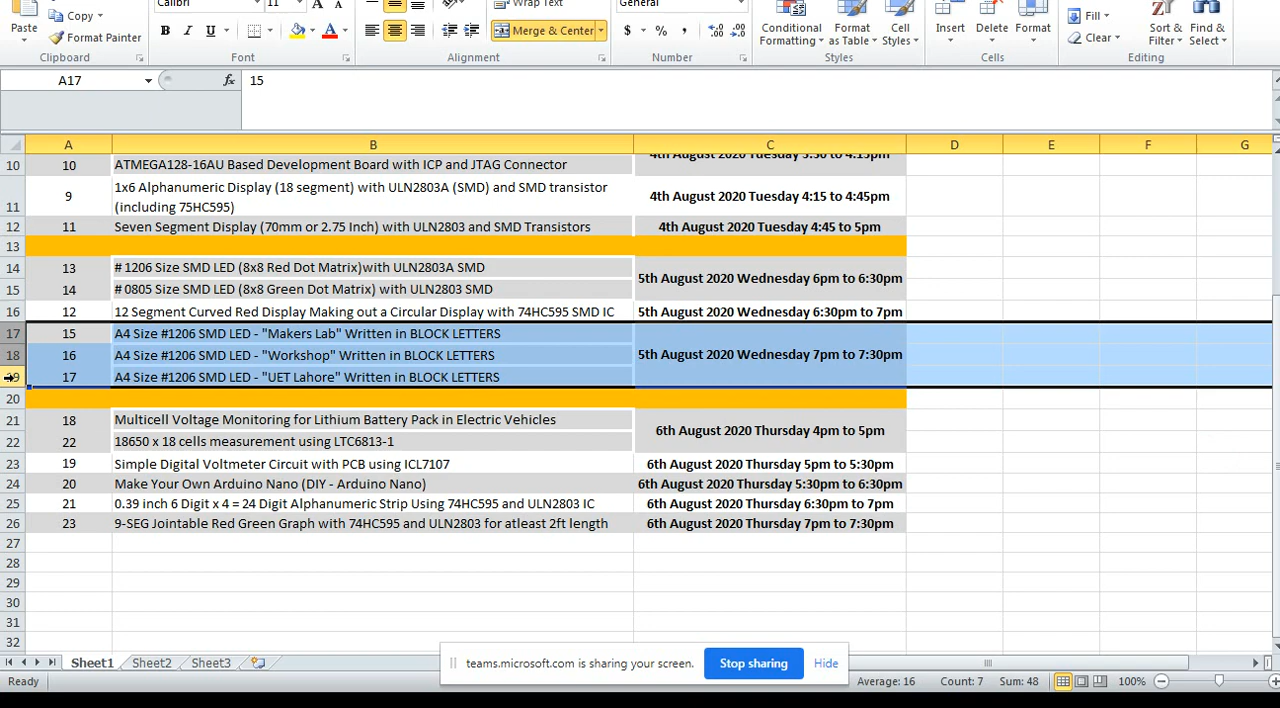 Calibri 11 Wrap Text General
Paste Copy Format Painter B I U Merge & Center $ % , Conditional Formatting Format as Table Cell Styles Insert Delete Format Fill Clear Sort & Filter Find & Select
Clipboard Font Alignment Number Styles Cells Editing
A17 fx 15
A B C D E F G
10 10 ATMEGA128-16AU Based Development Board with ICP and JTAG Connector
11 9 1x6 Alphanumeric Display (18 segment) with ULN2803A (SMD) and SMD transistor
(including 75HC595) 4th August 2020 Tuesday 4:15 to 4:45pm
12 11 Seven Segment Display (70mm or 2.75 Inch) with ULN2803 and SMD Transistors 4th August 2020 Tuesday 4:45 to 5pm
13
14 13 # 1206 Size SMD LED (8x8 Red Dot Matrix)with ULN2803A SMD
5th August 2020 Wednesday 6pm to 6:30pm
15 14 # 0805 Size SMD LED (8x8 Green Dot Matrix) with ULN2803 SMD
16 12 12 Segment Curved Red Display Making out a Circular Display with 74HC595 SMD IC 5th August 2020 Wednesday 6:30pm to 7pm
17 15 A4 Size #1206 SMD LED - "Makers Lab" Written in BLOCK LETTERS
18 16 A4 Size #1206 SMD LED - "Workshop" Written in BLOCK LETTERS 5th August 2020 Wednesday 7pm to 7:30pm
17 A4 Size #1206 SMD LED - "UET Lahore" Written in BLOCK LETTERS
20
21 18 Multicell Voltage Monitoring for Lithium Battery Pack in Electric Vehicles
6th August 2020 Thursday 4pm to 5pm
22 22 18650 x 18 cells measurement using LTC6813-1
23 19 Simple Digital Voltmeter Circuit with PCB using ICL7107 6th August 2020 Thursday 5pm to 5:30pm
24 20 Make Your Own Arduino Nano (DIY - Arduino Nano) 6th August 2020 Thursday 5:30pm to 6:30pm
25 21 0.39 inch 6 Digit x 4 = 24 Digit Alphanumeric Strip Using 74HC595 and ULN2803 IC 6th August 2020 Thursday 6:30pm to 7pm
26 23 9-SEG Jointable Red Green Graph with 74HC595 and ULN2803 for atleast 2ft length 6th August 2020 Thursday 7pm to 7:30pm
27
28
29
30
31
32
Sheet1 Sheet2 Sheet3
teams.microsoft.com is sharing your screen. Stop sharing Hide
Ready Average: 16 Count: 7 Sum: 48 100%